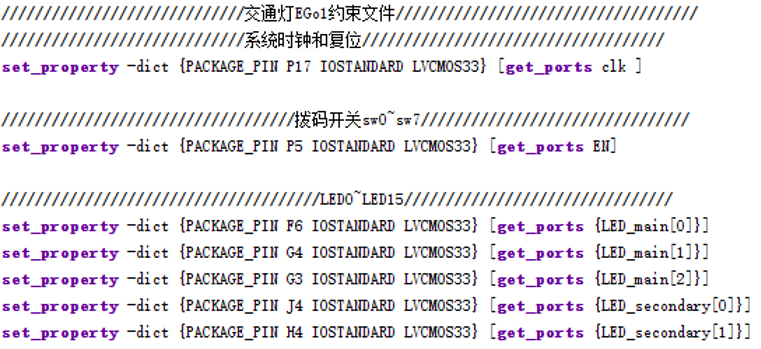 /////////////////////////////交通灯EGo1约束文件////////////////////////////////////
/////////////////////////////系统时钟和复位////////////////////////////////////
set_property -dict {PACKAGE_PIN P17 IOSTANDARD LVCMOS33} [get_ports clk ]
///////////////////////////////////拨码开关sw0~sw7////////////////////////////////
set_property -dict {PACKAGE_PIN P5 IOSTANDARD LVCMOS33} [get_ports EN]
//////////////////////////////////////LED0~LED15////////////////////////////////
set_property -dict {PACKAGE_PIN F6 IOSTANDARD LVCMOS33} [get_ports {LED_main[0]}]
set_property -dict {PACKAGE_PIN G4 IOSTANDARD LVCMOS33} [get_ports {LED_main[1]}]
set_property -dict {PACKAGE_PIN G3 IOSTANDARD LVCMOS33} [get_ports {LED_main[2]}]
set_property -dict {PACKAGE_PIN J4 IOSTANDARD LVCMOS33} [get_ports {LED_secondary[0]}]
set_property -dict {PACKAGE_PIN H4 IOSTANDARD LVCMOS33} [get_ports {LED_secondary[1]}]